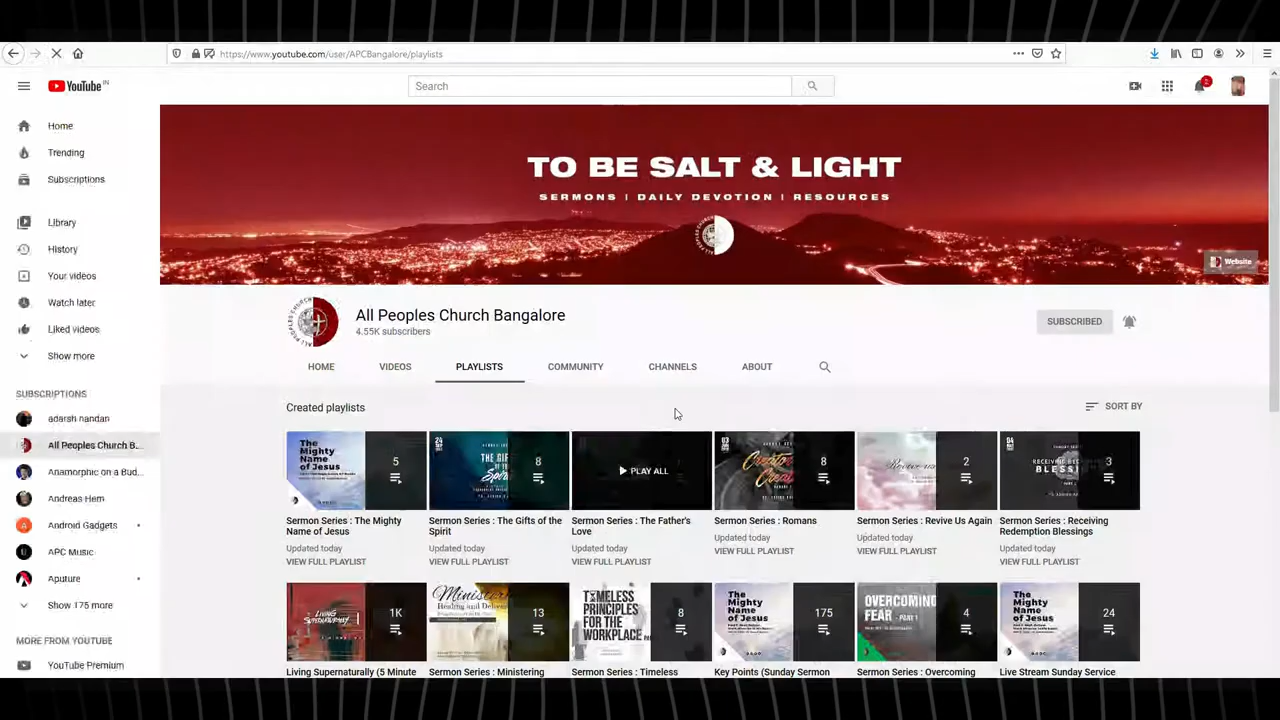 https://www.youtube.com/user/APCBangalore/playlists
YouTube IN
Search
2
Home
Trending
Subscriptions
Library
History
Your videos
Watch later
Liked videos
Show more
SUBSCRIPTIONS
adarsh nandan
All Peoples Church B...
Anamorphic on a Bud...
Andreas Hem
Android Gadgets
APC Music
Aputure
Show 175 more
MORE FROM YOUTUBE
YouTube Premium
TO BE SALT & LIGHT
SERMONS | DAILY DEVOTION | RESOURCES
Website
All Peoples Church Bangalore
4.55K subscribers
SUBSCRIBED
HOME VIDEOS PLAYLISTS COMMUNITY CHANNELS ABOUT
Created playlists
SORT BY
The Mighty Name of Jesus
5
8
PLAY ALL
8
2
3
Sermon Series : The Mighty Name of Jesus
Updated today
VIEW FULL PLAYLIST
Sermon Series : The Gifts of the Spirit
Updated today
VIEW FULL PLAYLIST
Sermon Series : The Father's Love
Updated today
VIEW FULL PLAYLIST
Sermon Series : Romans
Updated today
VIEW FULL PLAYLIST
Sermon Series : Revive Us Again
Updated today
VIEW FULL PLAYLIST
Sermon Series : Receiving Redemption Blessings
Updated today
VIEW FULL PLAYLIST
LIVING SUPERNATURALLY
1K
13
TIMELESS PRINCIPLES FOR THE WORKPLACE
8
The Mighty Name of Jesus
175
OVERCOMING FEAR - PART 1
4
The Mighty Name of Jesus
24
Living Supernaturally (5 Minute
Sermon Series : Ministering
Sermon Series : Timeless
Key Points (Sunday Sermon
Sermon Series : Overcoming
Live Stream Sunday Service